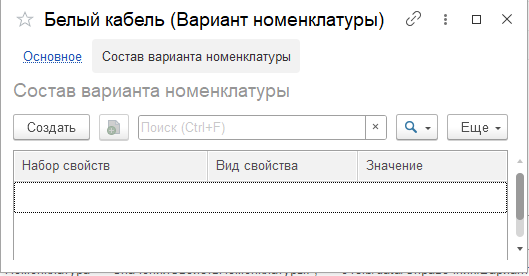 Белый кабель (Вариант номенклатуры)
Основное Состав варианта номенклатуры
Состав варианта номенклатуры
Создать Поиск (Ctrl+F) × Еще
Набор свойств Вид свойства Значение